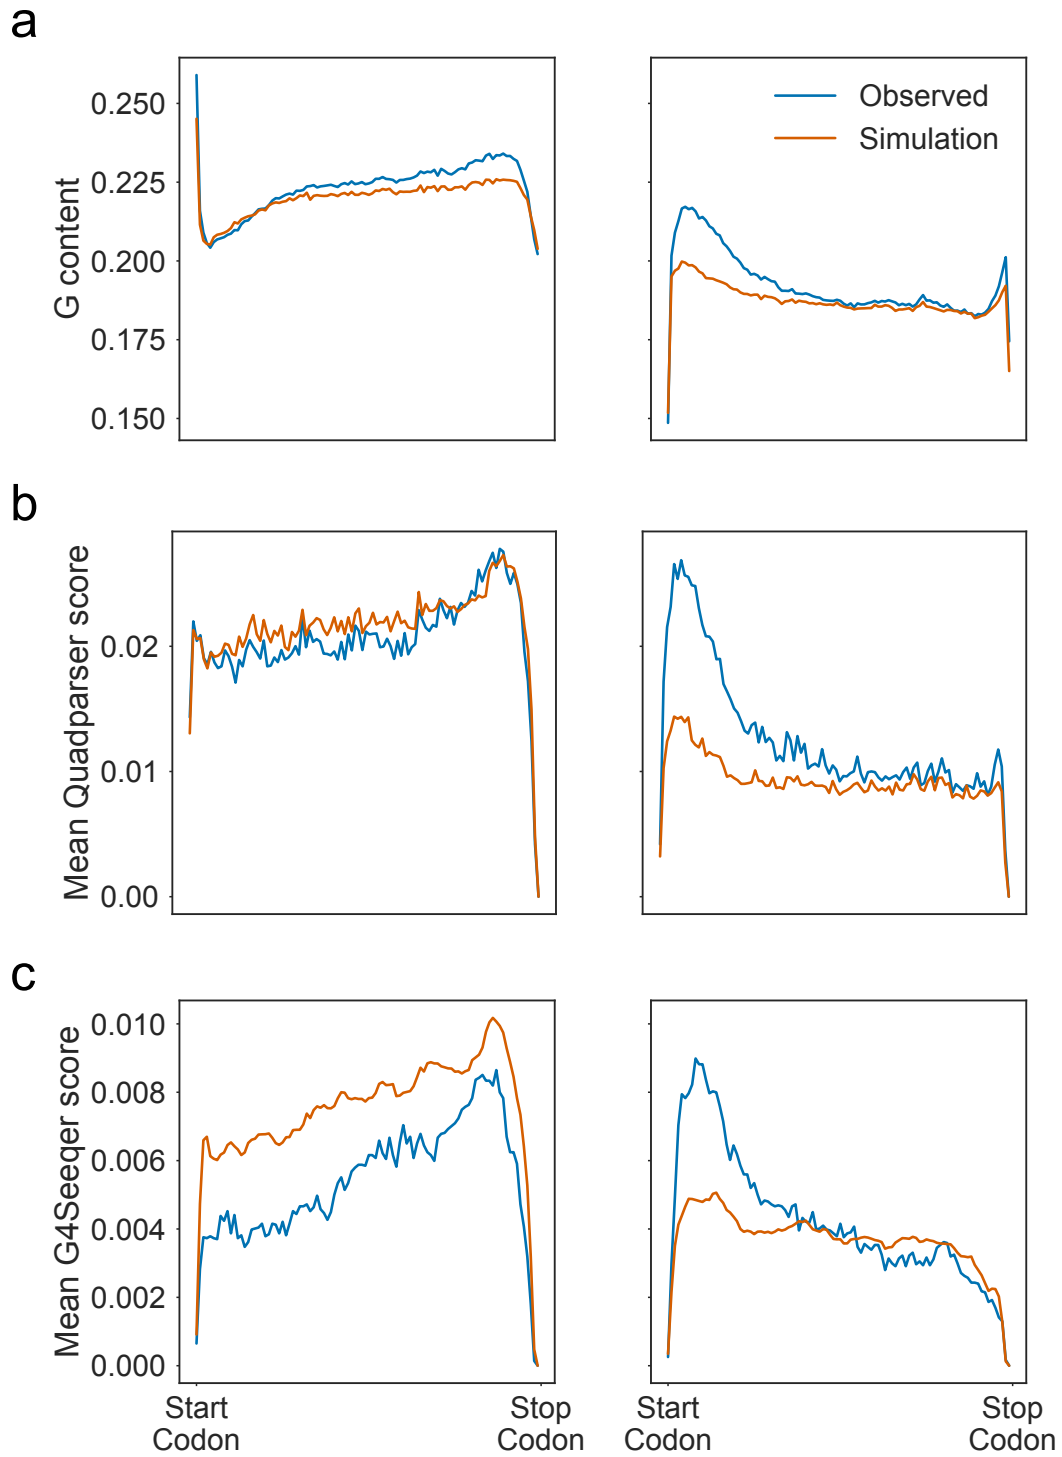 a
G content
0.250
0.225
0.200
0.175
0.150
Observed
Simulation
b
Mean Quadparser score
0.02
0.01
0.00
c
Mean G4Seeqer score
0.010
0.008
0.006
0.004
0.002
0.000
Start
Codon
Stop
Codon
Start
Codon
Stop
Codon